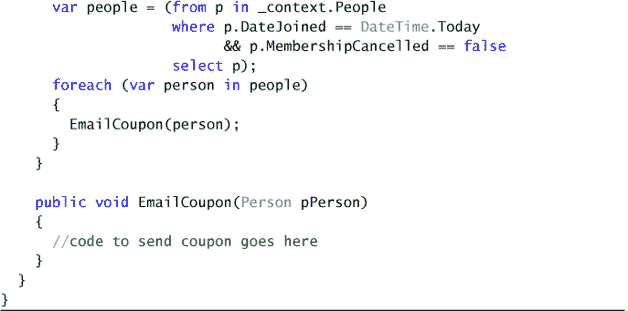 var people = (from p in _context.People
where p.DateJoined == DateTime.Today
&& p.MembershipCancelled == false
select p);
foreach (var person in people)
{
EmailCoupon(person);
}
}
public void EmailCoupon(Person pPerson)
{
//code to send coupon goes here
}
}
}